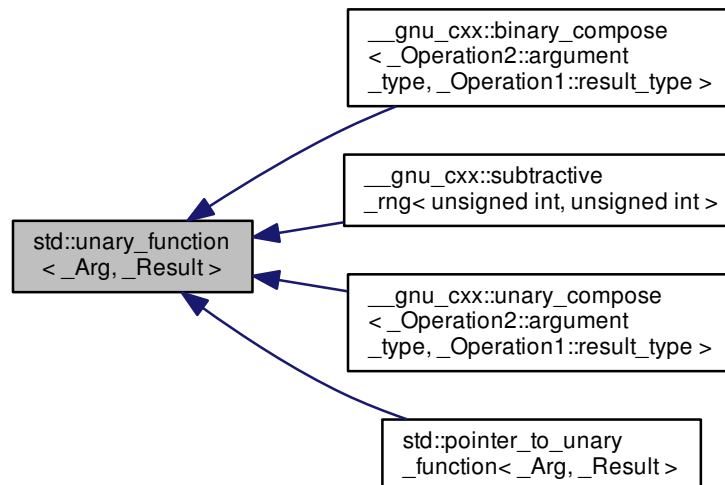 __gnu_cxx::binary_compose
< _Operation2::argument
_type, _Operation1::result_type >
__gnu_cxx::subtractive
_rng< unsigned int, unsigned int >
std::unary_function
< _Arg, _Result >
__gnu_cxx::unary_compose
< _Operation2::argument
_type, _Operation1::result_type >
std::pointer_to_unary
_function< _Arg, _Result >